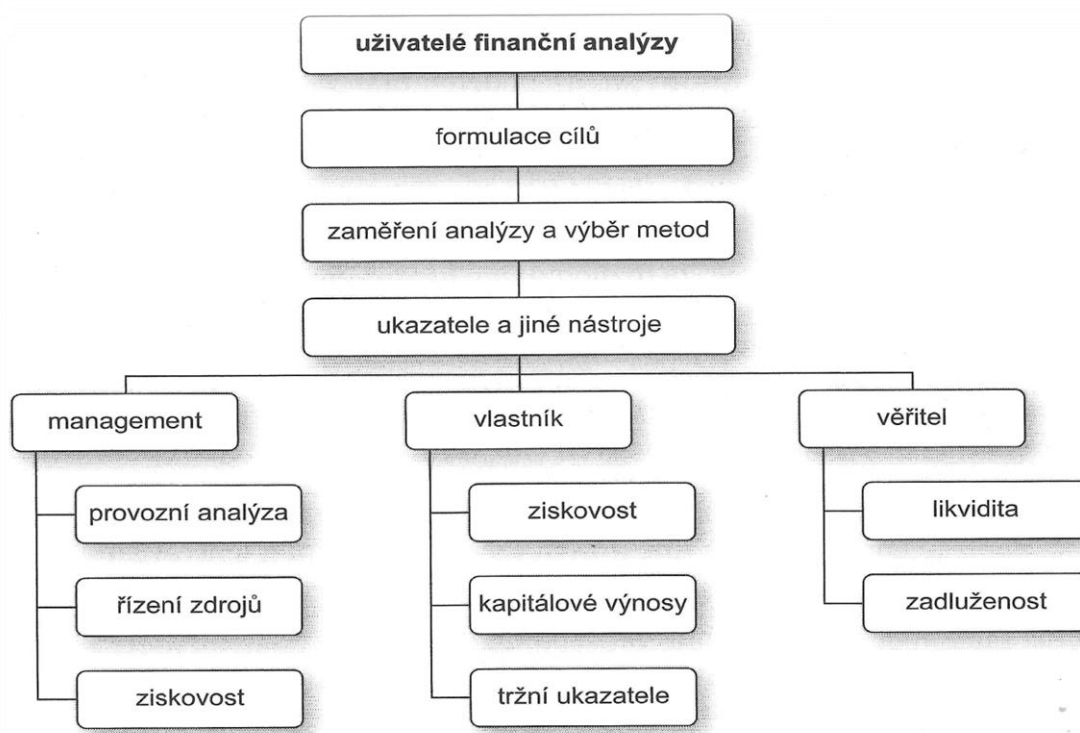 uživatelé finanční analýzy
formulace cílů
zaměření analýzy a výběr metod
ukazatele a jiné nástroje
management
vlastník
věřitel
provozní analýza
ziskovost
likvidita
řízení zdrojů
kapitálové výnosy
zadluženost
ziskovost
tržní ukazatele